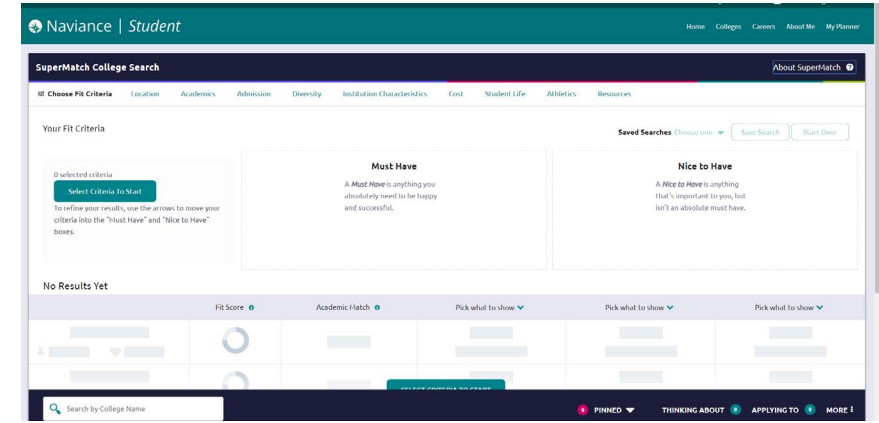 Naviance | Student
Home Colleges Careers About Me My Planner
SuperMatch College Search
About SuperMatch ?
Choose Fit Criteria Location Academics Admission Diversity Institution Characteristics Cost Student Life Athletics Resources
Your Fit Criteria
Saved Searches Choose one Save Search Start Over
0 selected criteria
Select Criteria To Start
To refine your results, use the arrows to move your
criteria into the "Must Have" and "Nice to Have"
boxes.
Must Have
A Must Have is anything you
absolutely need to be happy
and successful.
Nice to Have
A Nice to Have is anything
that's important to you, but
isn't an absolute must have.
No Results Yet
Fit Score Academic Match Pick what to show Pick what to show Pick what to show
SELECT CRITERIA TO START
Search by College Name
0 PINNED THINKING ABOUT 0 APPLYING TO 0 MORE